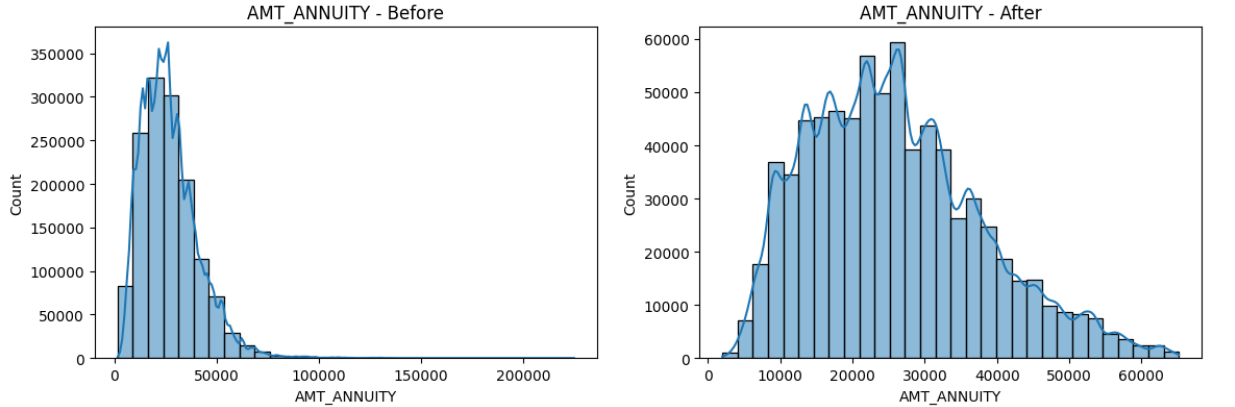 AMT_ANNUITY - Before
350000
300000
250000
200000
150000
100000
50000
0
Count
0 50000 100000 150000 200000
AMT_ANNUITY
AMT_ANNUITY - After
60000
50000
40000
30000
20000
10000
0
Count
0 10000 20000 30000 40000 50000 60000
AMT_ANNUITY